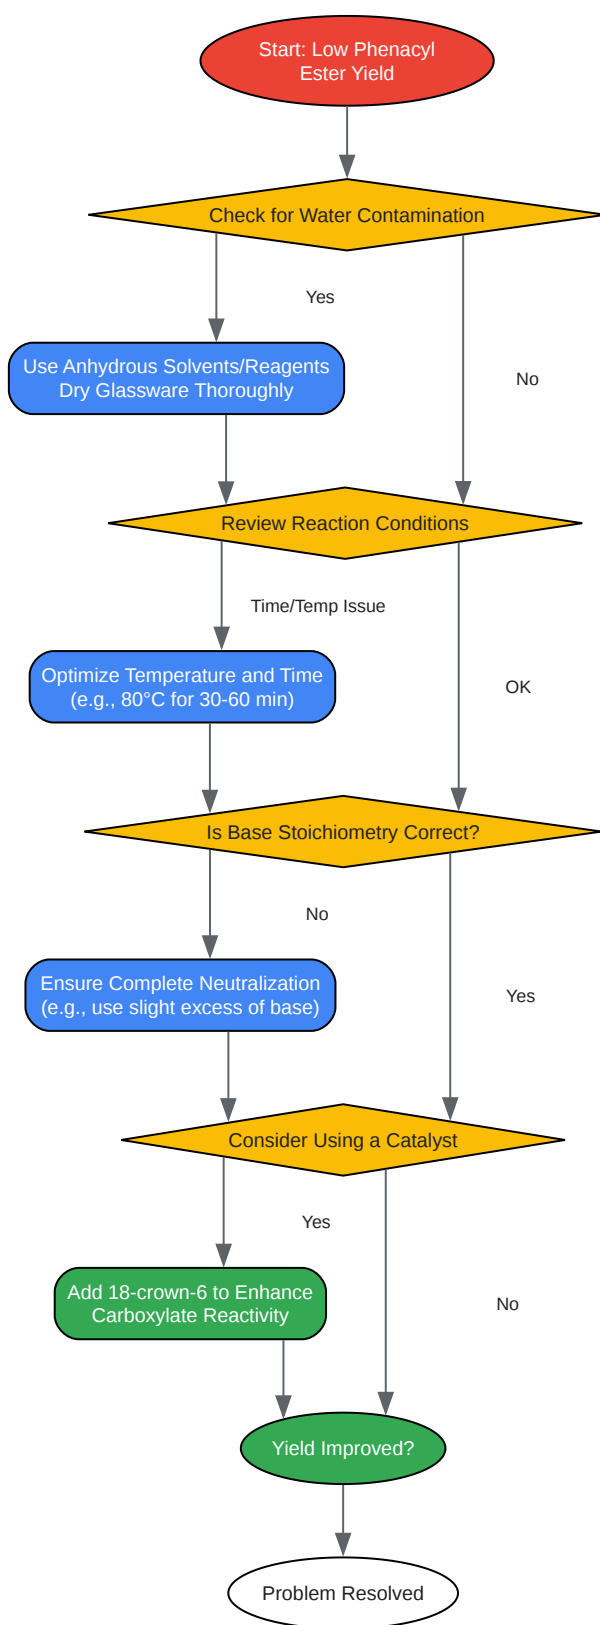 Start: Low Phenacyl
Ester Yield
Check for Water Contamination
Yes
Use Anhydrous Solvents/Reagents
Dry Glassware Thoroughly
No
Review Reaction Conditions
Time/Temp Issue
Optimize Temperature and Time
(e.g., 80°C for 30-60 min)
OK
Is Base Stoichiometry Correct?
No
Ensure Complete Neutralization
(e.g., use slight excess of base)
Yes
Consider Using a Catalyst
Yes
Add 18-crown-6 to Enhance
Carboxylate Reactivity
No
Yield Improved?
Problem Resolved